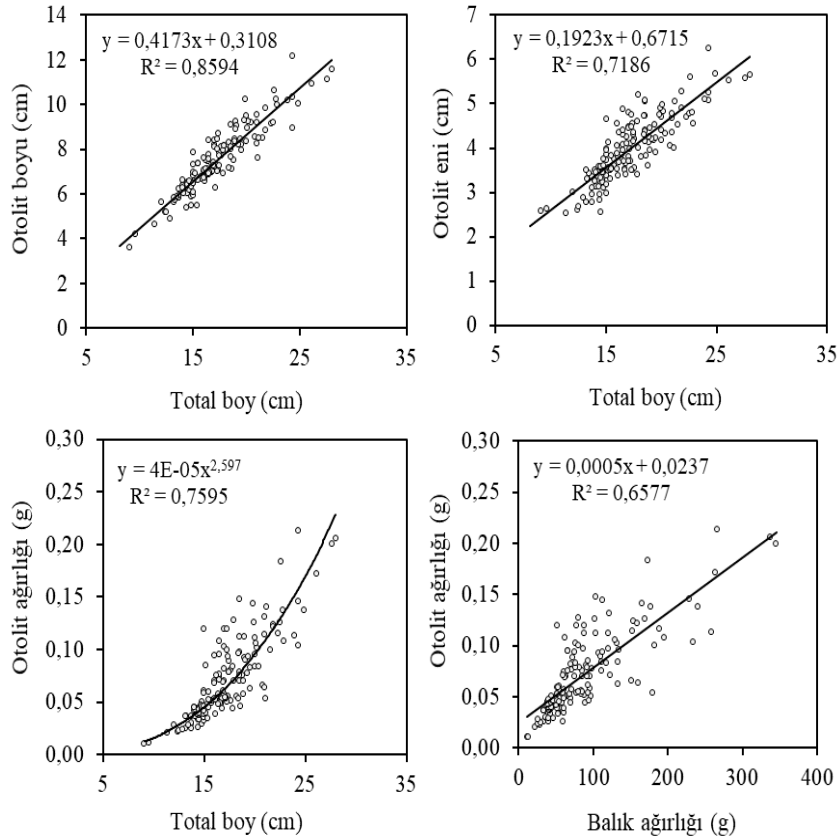 y = 0,4173x + 0,3108
R² = 0,8594
Otolit boyu (cm)
14
12
10
8
6
4
2
0
5
15
25
35
Total boy (cm)
y = 0,1923x + 0,6715
R² = 0,7186
Otolit eni (cm)
7
6
5
4
3
2
1
0
5
15
25
35
Total boy (cm)
y = 4E-05x²,⁵⁹⁷
R² = 0,7595
Otolit ağırlığı (g)
0,30
0,25
0,20
0,15
0,10
0,05
0,00
5
15
25
35
Total boy (cm)
y = 0,0005x + 0,0237
R² = 0,6577
Otolit ağırlığı (g)
0,30
0,25
0,20
0,15
0,10
0,05
0,00
0
100
200
300
400
Balık ağırlığı (g)